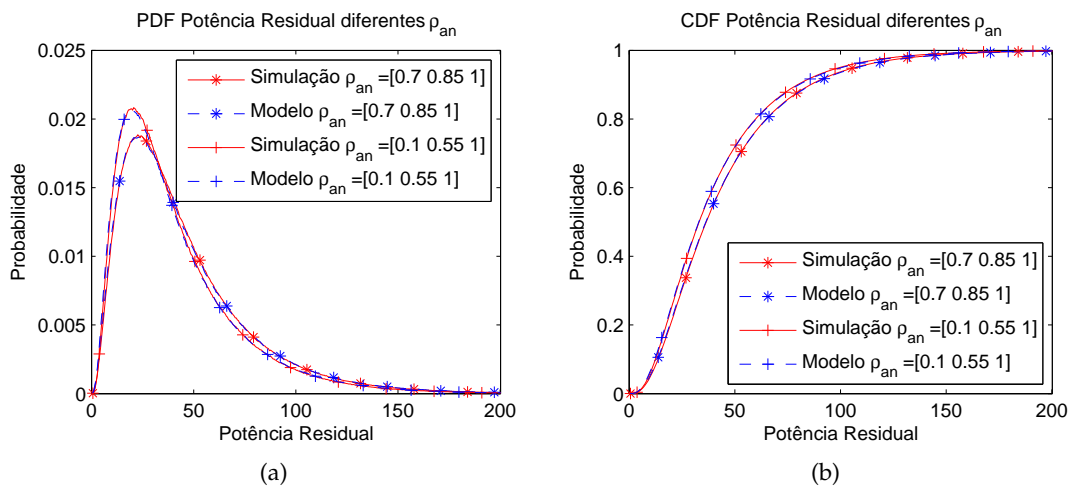 PDF Potência Residual diferentes ρan
0.025
0.02
0.015
0.01
0.005
0
Probabilidade
Simulação ρan =[0.7 0.85 1]
Modelo ρan =[0.7 0.85 1]
Simulação ρan =[0.1 0.55 1]
Modelo ρan =[0.1 0.55 1]
0 50 100 150 200
Potência Residual
(a)
CDF Potência Residual diferentes ρan
1
0.8
0.6
0.4
0.2
0
Probabilidade
Simulação ρan =[0.7 0.85 1]
Modelo ρan =[0.7 0.85 1]
Simulação ρan =[0.1 0.55 1]
Modelo ρan =[0.1 0.55 1]
0 50 100 150 200
Potência Residual
(b)